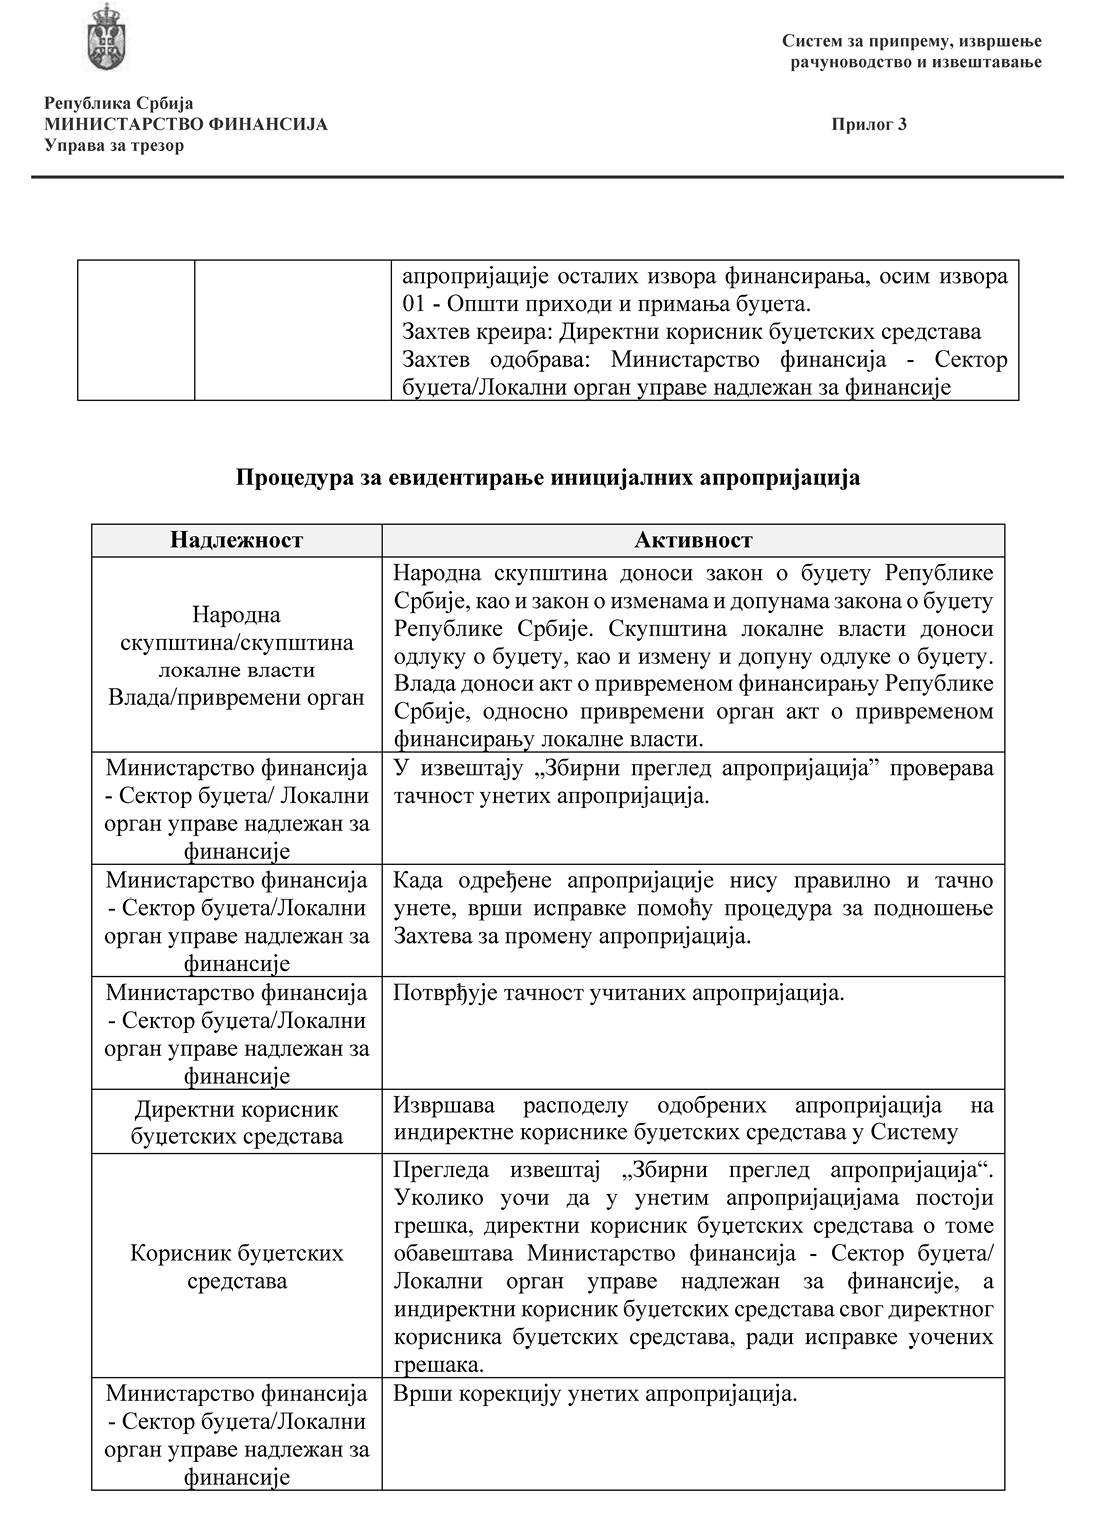 Систем за припрему, извршење
рачуноводство и извештавање
Република Србија
МИНИСТАРСТВО ФИНАНСИЈА
Прилог 3
Управа за трезор
апропријације осталих извора финансирања, осим извора
01 - Општи приходи и примања буџета.
Захтев креира: Директни корисник буџетских средстава
Захтев одобрава: Министарство финансија - Сектор
буџета/Локални орган управе надлежан за финансије
Процедура за евидентирање иницијалних апропријација
Надлежност
Активност
Народна
скупштина/скупштина
локалне власти
Влада/привремени орган
Народна скупштина доноси закон о буџету Републике
Србије, као и закон о изменама и допунама закона о буџету
Републике Србије. Скупштина локалне власти доноси
одлуку о буџету, као и измену и допуну одлуке о буџету.
Влада доноси акт о привременом финансирању Републике
Србије, односно привремени орган акт о привременом
финансирању локалне власти.
Министарство финансија
- Сектор буџета/ Локални
орган управе надлежан за
финансије
У извештају „Збирни преглед апропријација” проверава
тачност унетих апропријација.
Министарство финансија
- Сектор буџета/Локални
орган управе надлежан за
финансије
Када одређене апропријације нису правилно и тачно
унете, врши исправке помоћу процедура за подношење
Захтева за промену апропријација.
Министарство финансија
- Сектор буџета/Локални
орган управе надлежан за
финансије
Потврђује тачност учитаних апропријација.
Директни корисник
буџетских средстава
Извршава расподелу одобрених апропријација на
индиректне кориснике буџетских средстава у Систему
Корисник буџетских
средстава
Прегледа извештај „Збирни преглед апропријација“.
Уколико уочи да у унетим апропријацијама постоји
грешка, директни корисник буџетских средстава о томе
обавештава Министарство финансија - Сектор буџета/
Локални орган управе надлежан за финансије, а
индиректни корисник буџетских средстава свог директног
корисника буџетских средстава, ради исправке уочених
грешака.
Министарство финансија
- Сектор буџета/Локални
орган управе надлежан за
финансије
Врши корекцију унетих апропријација.